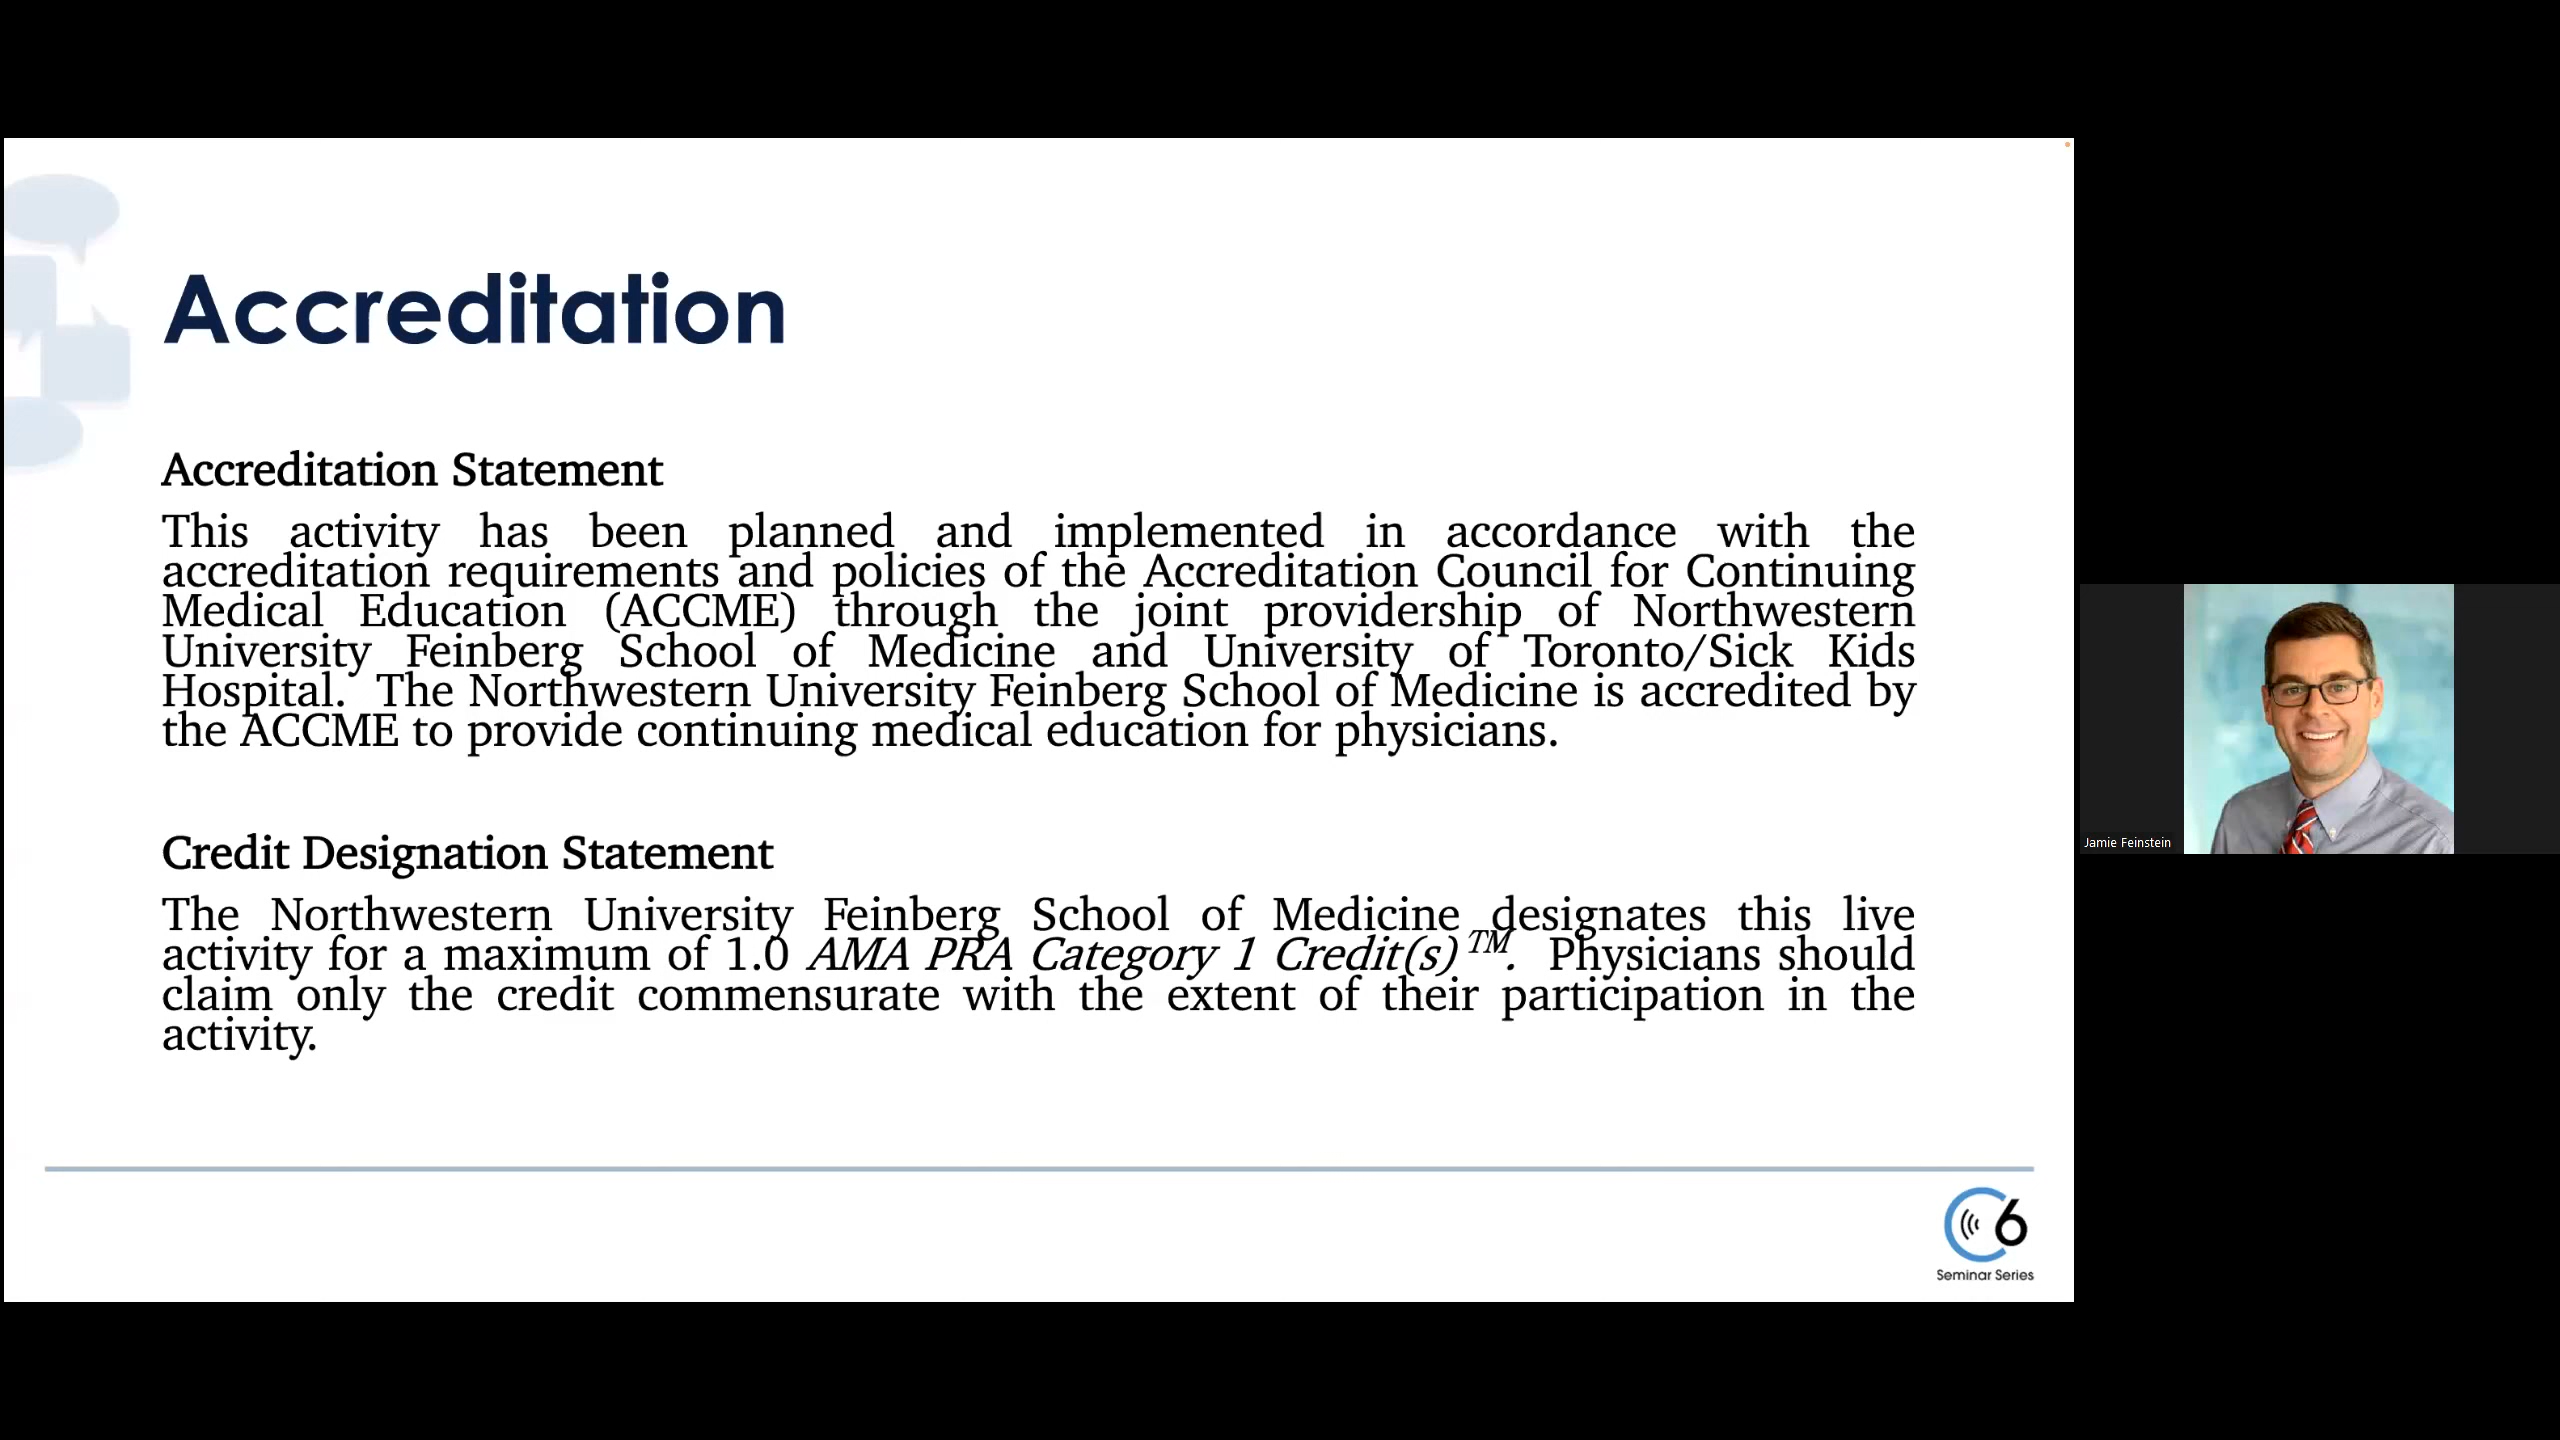 Accreditation
Accreditation Statement
This activity has been planned and implemented in accordance with the
accreditation requirements and policies of the Accreditation Council for Continuing
Medical Education (ACCME) through the joint providership of Northwestern
University Feinberg School of Medicine and University of Toronto/Sick Kids
Hospital.  The Northwestern University Feinberg School of Medicine is accredited by
the ACCME to provide continuing medical education for physicians.
Credit Designation Statement
The Northwestern University Feinberg School of Medicine designates this live
activity for a maximum of 1.0 AMA PRA Category 1 Credit(s)™.  Physicians should
claim only the credit commensurate with the extent of their participation in the
activity.
C6
Seminar Series
Jamie Feinstein